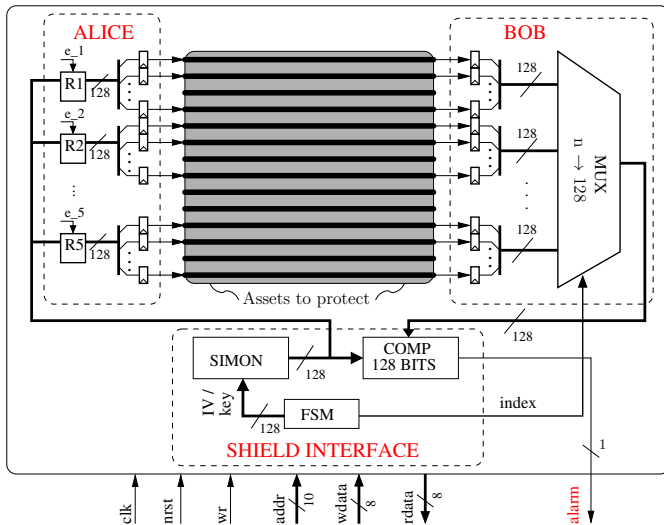 ALICE
BOB
e_1
R1
128
e_2
R2
128
...
e_5
R5
128
128
128
128
MUX
n → 128
Assets to protect
128
SIMON
128
COMP
128 BITS
IV /
key
128
FSM
index
SHIELD INTERFACE
1
clk
nrst
wr
addr
10
wdata
8
rdata
8
alarm